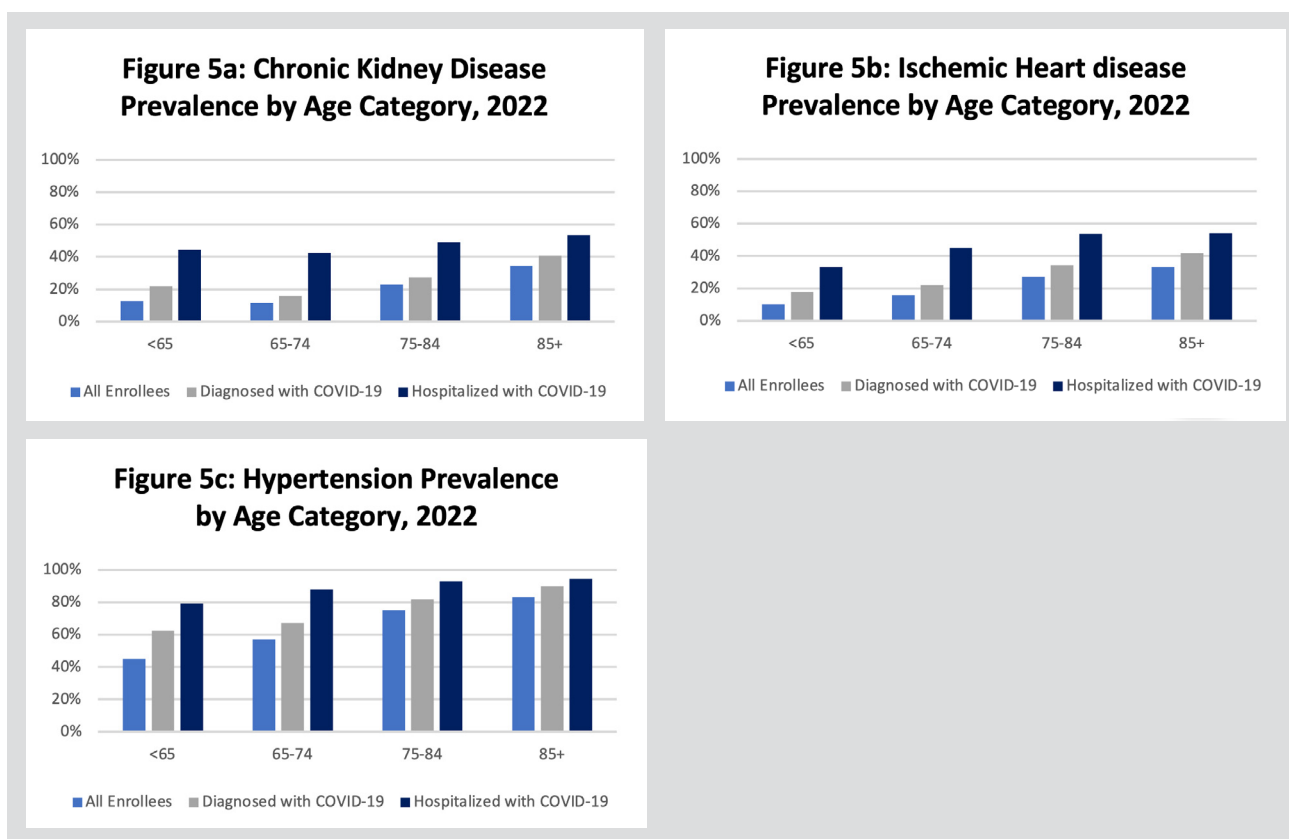 Figure 5a: Chronic Kidney Disease
Prevalence by Age Category, 2022
100%
80%
60%
40%
20%
0%
<65 65-74 75-84 85+
All Enrollees Diagnosed with COVID-19 Hospitalized with COVID-19
Figure 5b: Ischemic Heart disease
Prevalence by Age Category, 2022
100%
80%
60%
40%
20%
0%
<65 65-74 75-84 85+
All Enrollees Diagnosed with COVID-19 Hospitalized with COVID-19
Figure 5c: Hypertension Prevalence
by Age Category, 2022
100%
80%
60%
40%
20%
0%
<65 65-74 75-84 85+
All Enrollees Diagnosed with COVID-19 Hospitalized with COVID-19